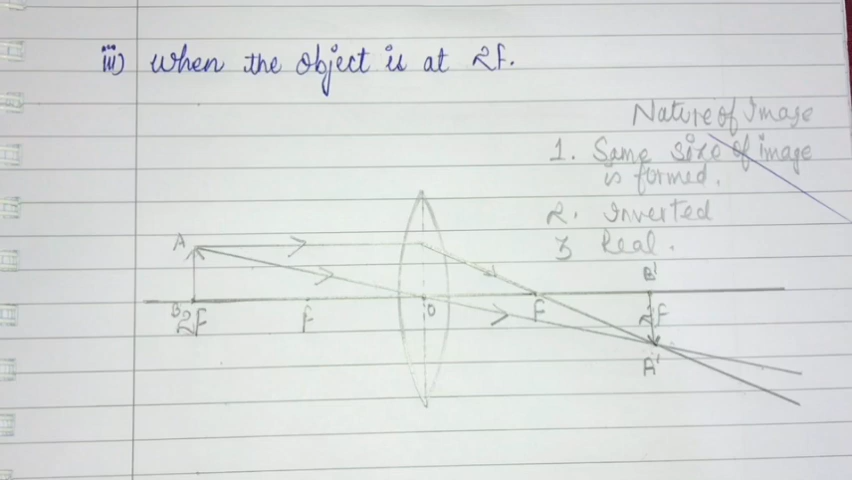 iii) When the object is at 2F.
Nature of Image
1. Same size of image
is formed.
2. Inverted
3 Real.
A
B'
B 2F
F
O
F
2F
A'